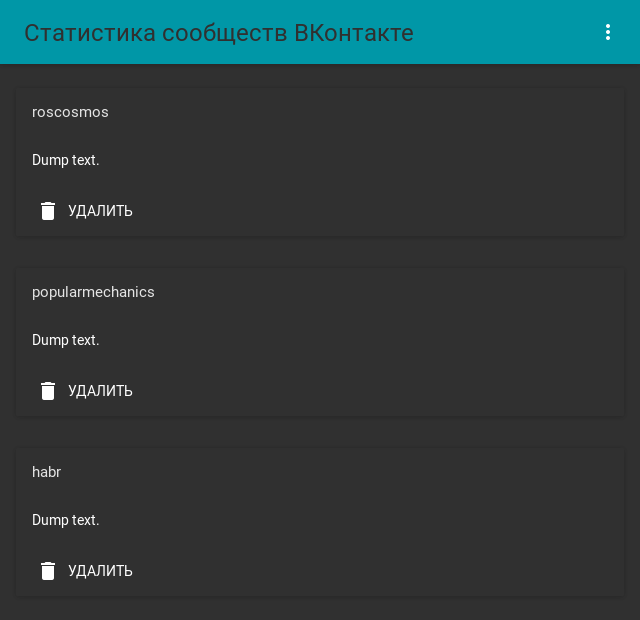 Статистика сообществ ВКонтакте
roscosmos
Dump text.
УДАЛИТЬ
popularmechanics
Dump text.
УДАЛИТЬ
habr
Dump text.
УДАЛИТЬ